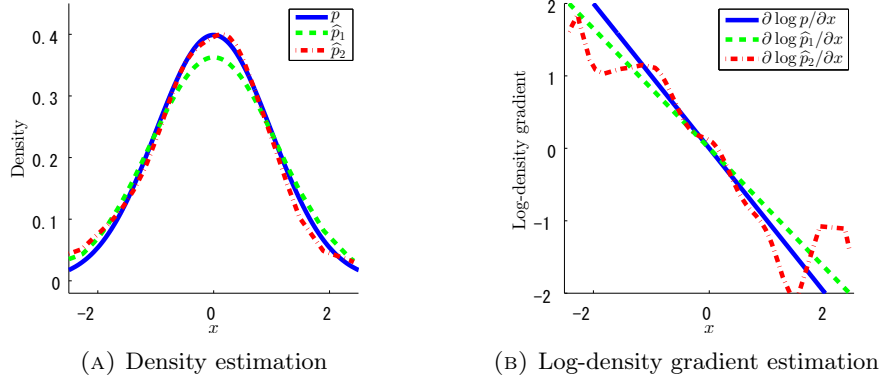 p
p̂₁
p̂₂
0.4
0.3
0.2
0.1
0
Density
-2
0
2
x
(A) Density estimation
∂ log p/∂x
∂ log p̂₁/∂x
∂ log p̂₂/∂x
2
1
0
-1
-2
Log-density gradient
-2
0
2
x
(B) Log-density gradient estimation